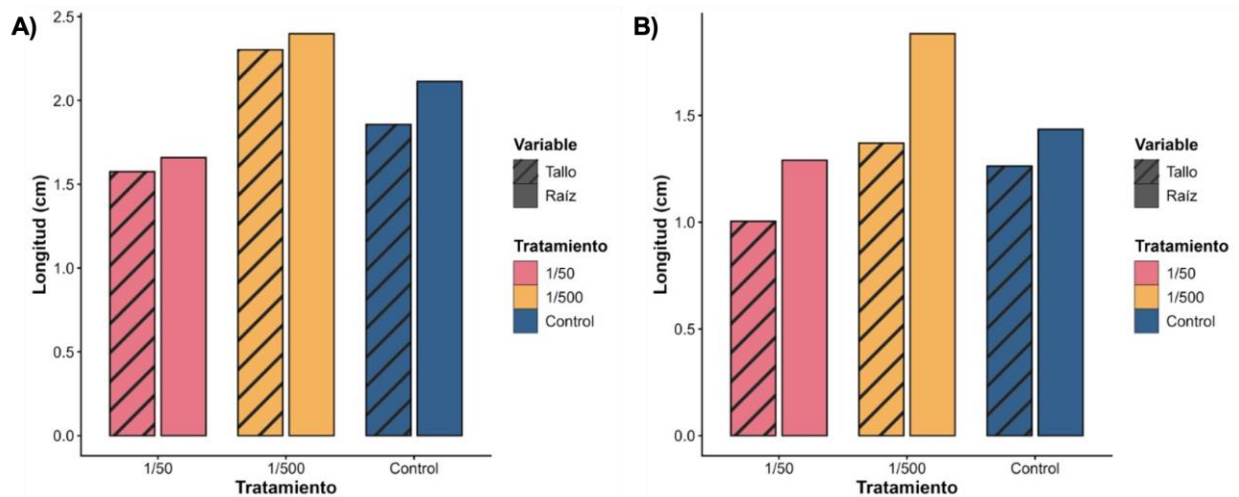 A)
Longitud (cm)
2.5
2.0
1.5
1.0
0.5
0.0
1/50
1/500
Control
Tratamiento
Variable
Tallo
Raíz
Tratamiento
1/50
1/500
Control
B)
Longitud (cm)
1.5
1.0
0.5
0.0
1/50
1/500
Control
Tratamiento
Variable
Tallo
Raíz
Tratamiento
1/50
1/500
Control